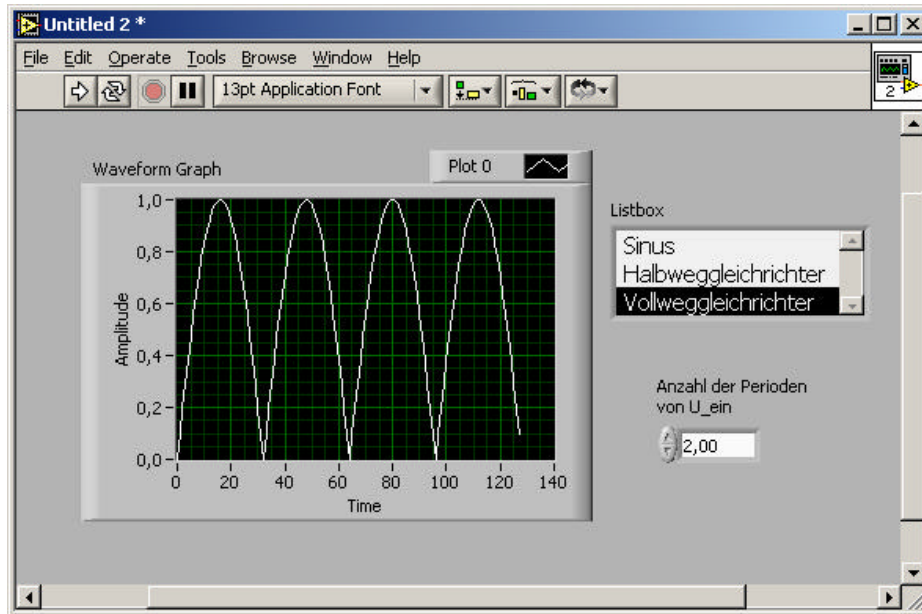 Untitled 2 *
File Edit Operate Tools Browse Window Help
13pt Application Font
2
Waveform Graph
Plot 0
1,0
0,8
0,6
0,4
0,2
0,0
Amplitude
0 20 40 60 80 100 120 140
Time
Listbox
Sinus
Halbweggleichrichter
Vollweggleichrichter
Anzahl der Perioden
von U_ein
2,00